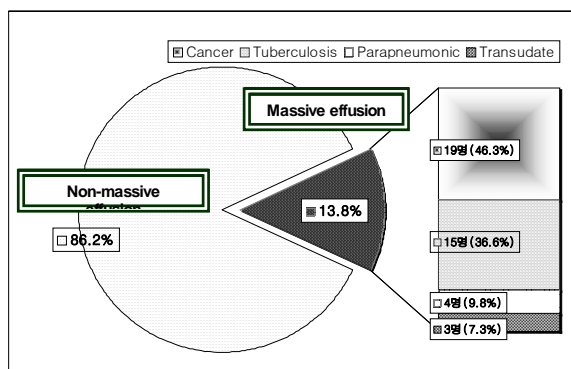 Cancer Tuberculosis Parapneumonic Transudate
Massive effusion
19명(46.3%)
Non-massive
effusion
13.8%
86.2%
15명(36.6%)
4명(9.8%)
3명(7.3%)